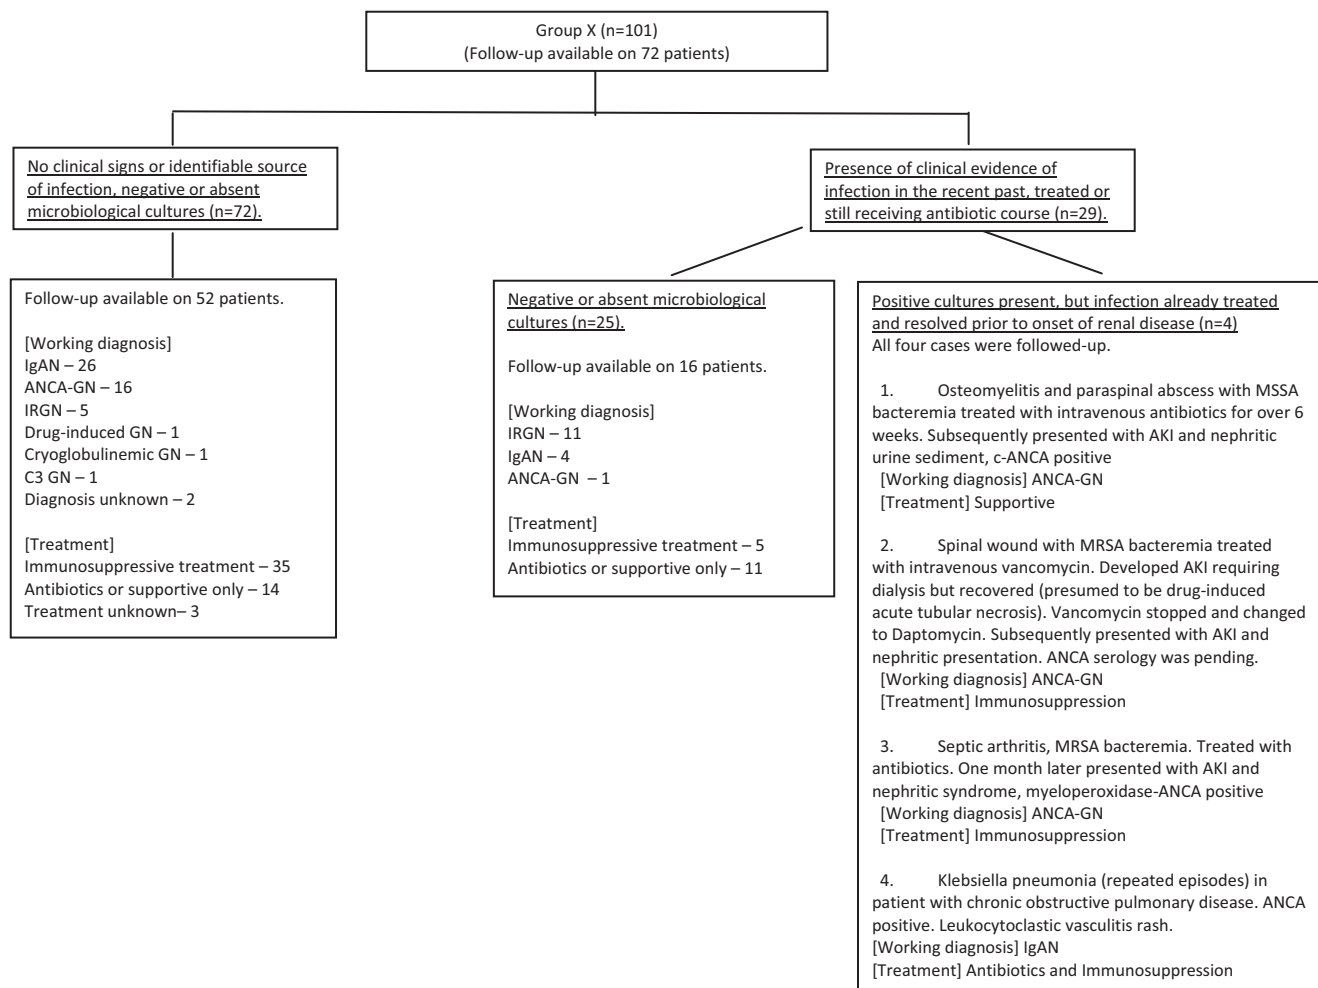 Group X (n=101)
(Follow-up available on 72 patients)
No clinical signs or identifiable source
of infection, negative or absent
microbiological cultures (n=72).
Presence of clinical evidence of
infection in the recent past, treated or
still receiving antibiotic course (n=29).
Follow-up available on 52 patients.
[Working diagnosis]
IgAN – 26
ANCA-GN – 16
IRGN – 5
Drug-induced GN – 1
Cryoglobulinemic GN – 1
C3 GN – 1
Diagnosis unknown – 2
[Treatment]
Immunosuppressive treatment – 35
Antibiotics or supportive only – 14
Treatment unknown– 3
Negative or absent microbiological
cultures (n=25).
Follow-up available on 16 patients.
[Working diagnosis]
IRGN – 11
IgAN – 4
ANCA-GN – 1
[Treatment]
Immunosuppressive treatment – 5
Antibiotics or supportive only – 11
Positive cultures present, but infection already treated
and resolved prior to onset of renal disease (n=4)
All four cases were followed-up.
1. Osteomyelitis and paraspinal abscess with MSSA
bacteremia treated with intravenous antibiotics for over 6
weeks. Subsequently presented with AKI and nephritic
urine sediment, c-ANCA positive
[Working diagnosis] ANCA-GN
[Treatment] Supportive
2. Spinal wound with MRSA bacteremia treated
with intravenous vancomycin. Developed AKI requiring
dialysis but recovered (presumed to be drug-induced
acute tubular necrosis). Vancomycin stopped and changed
to Daptomycin. Subsequently presented with AKI and
nephritic presentation. ANCA serology was pending.
[Working diagnosis] ANCA-GN
[Treatment] Immunosuppression
3. Septic arthritis, MRSA bacteremia. Treated with
antibiotics. One month later presented with AKI and
nephritic syndrome, myeloperoxidase-ANCA positive
[Working diagnosis] ANCA-GN
[Treatment] Immunosuppression
4. Klebsiella pneumonia (repeated episodes) in
patient with chronic obstructive pulmonary disease. ANCA
positive. Leukocytoclastic vasculitis rash.
[Working diagnosis] IgAN
[Treatment] Antibiotics and Immunosuppression